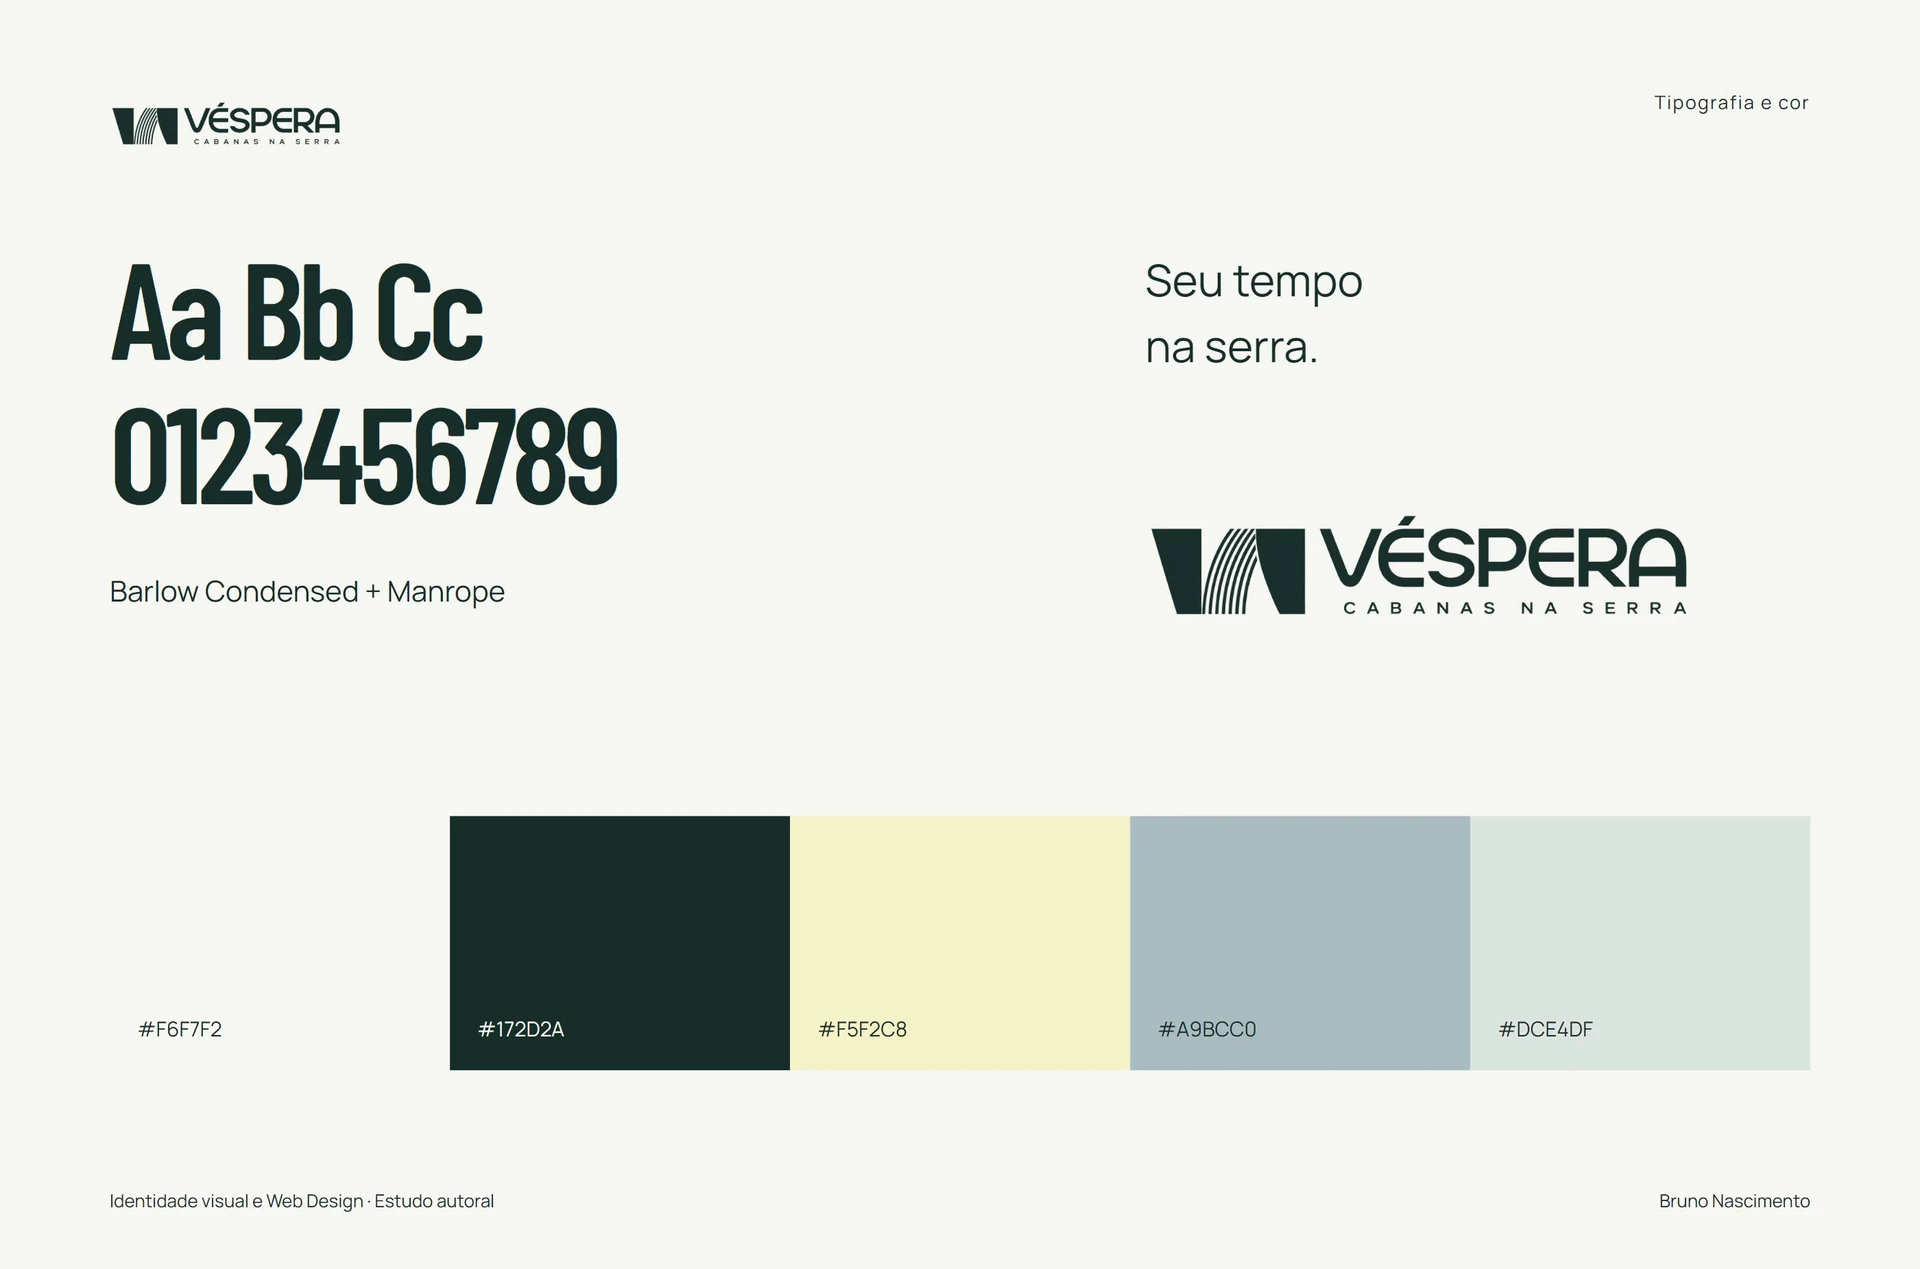 VÉSPERA
CABANAS NA SERRA
Tipografia e cor
Aa Bb Cc
0123456789
Barlow Condensed + Manrope
Seu tempo
na serra.
VÉSPERA
CABANAS NA SERRA
#F6F7F2
#172D2A
#F5F2C8
#A9BCC0
#DCE4DF
Identidade visual e Web Design · Estudo autoral
Bruno Nascimento